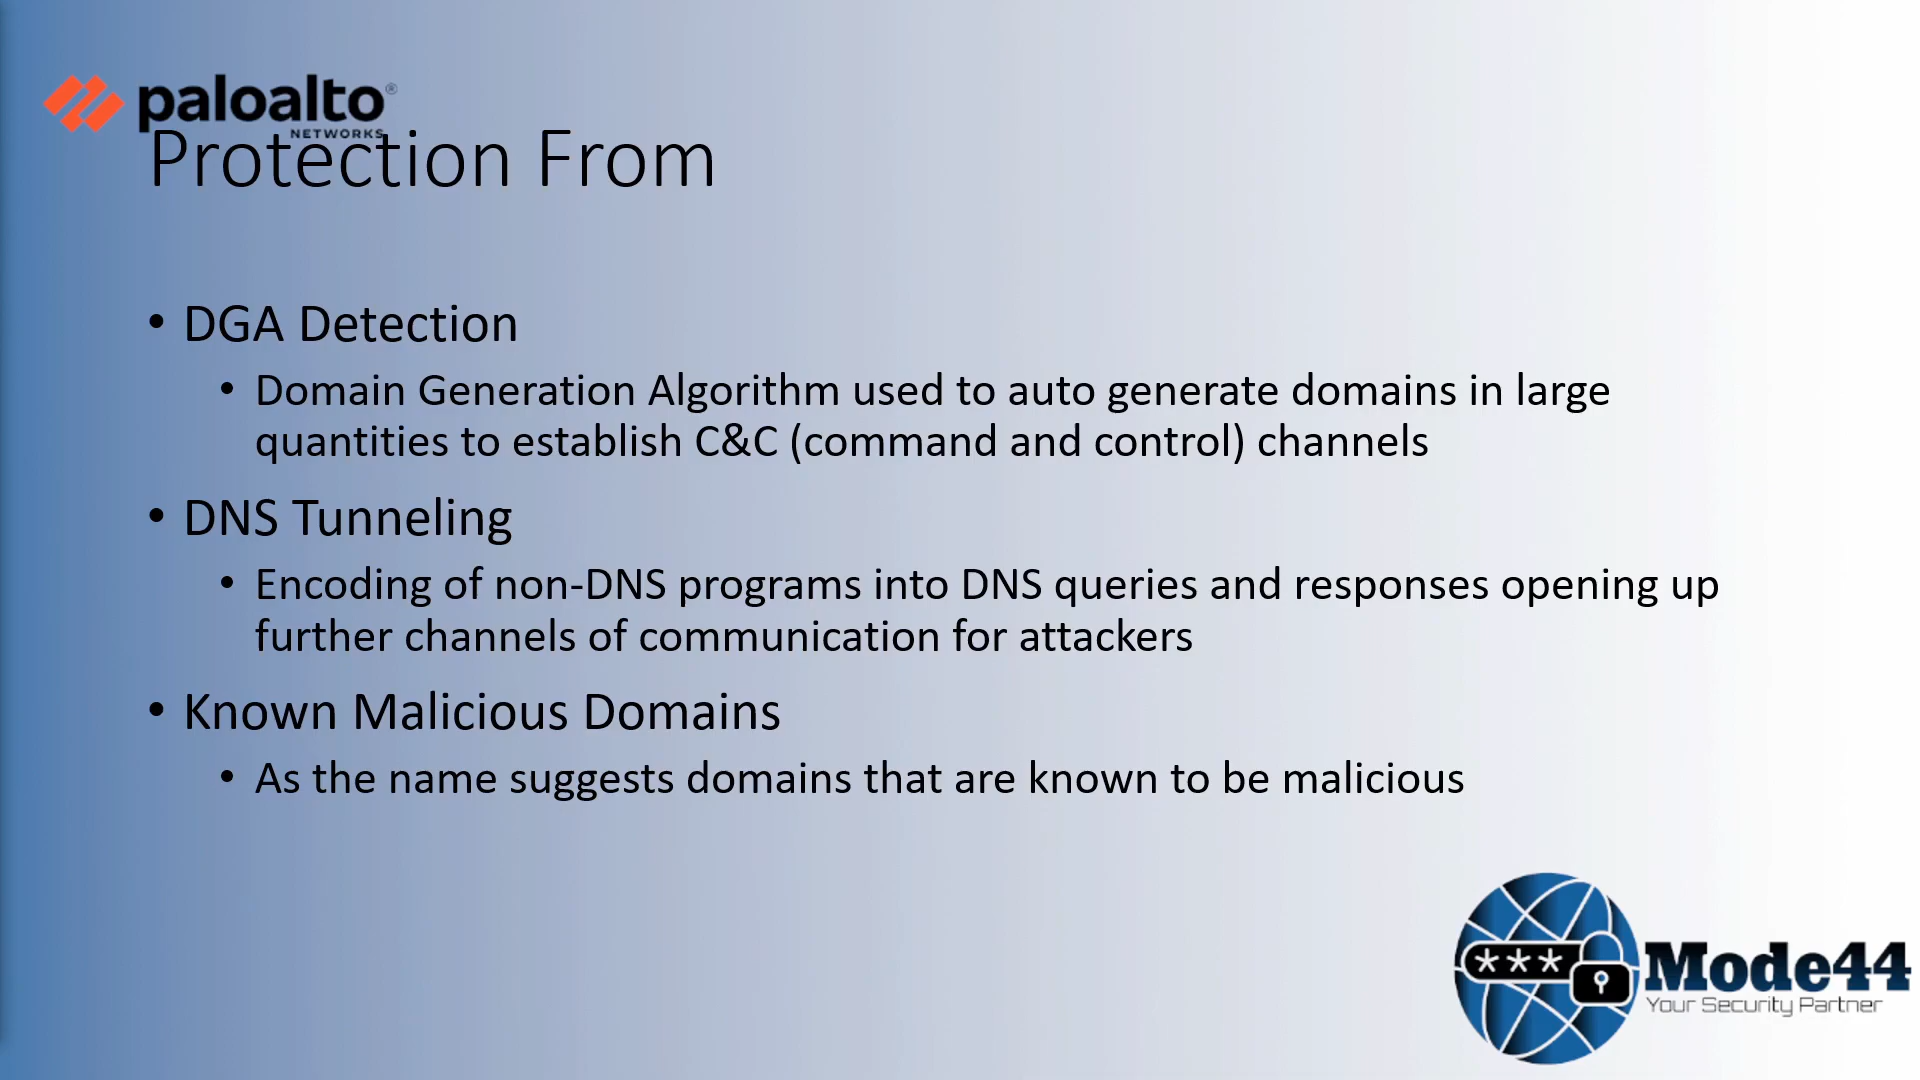 paloalto®
NETWORKS
Protection From
• DGA Detection
• Domain Generation Algorithm used to auto generate domains in large
quantities to establish C&C (command and control) channels
• DNS Tunneling
• Encoding of non-DNS programs into DNS queries and responses opening up
further channels of communication for attackers
• Known Malicious Domains
• As the name suggests domains that are known to be malicious
***
Mode44
Your Security Partner